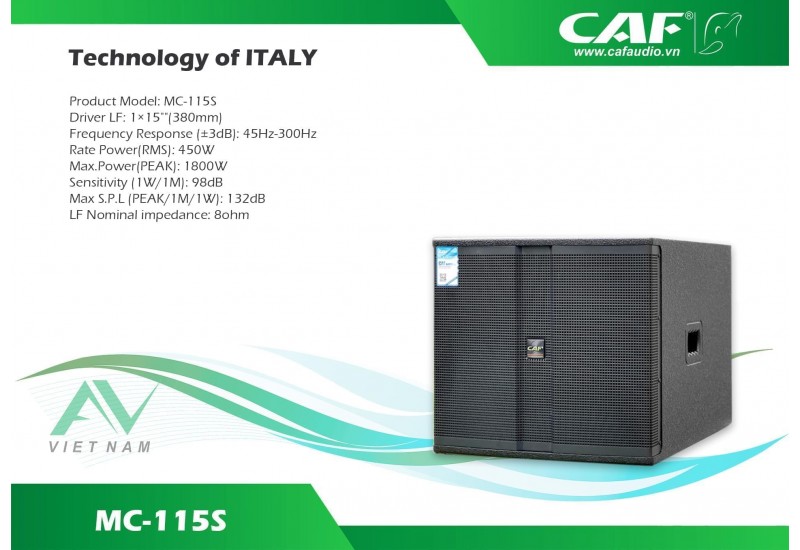 CAF®
www.cafaudio.vn
Technology of ITALY
Product Model: MC-115S
Driver LF: 1×15""(380mm)
Frequency Response (±3dB): 45Hz-300Hz
Rate Power(RMS): 450W
Max.Power(PEAK): 1800W
Sensitivity (1W/1M): 98dB
Max S.P.L (PEAK/1M/1W): 132dB
LF Nominal impedance: 8ohm
CAF
AV
VIET NAM
MC-115S